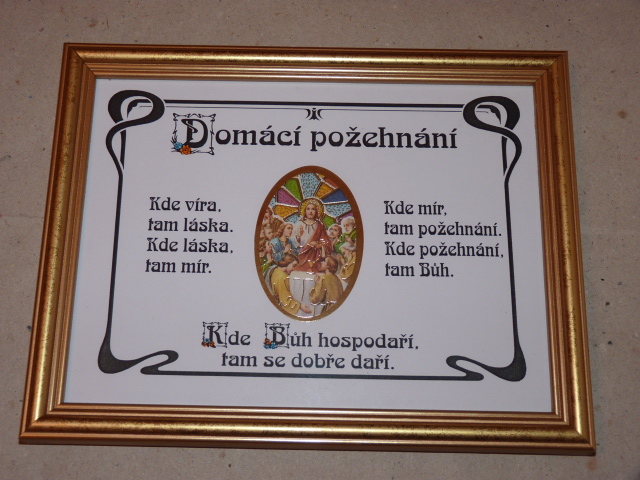 Domácí požehnání
Kde víra,
tam láska.
Kde láska,
tam mír.
Kde mír,
tam požehnání.
Kde požehnání,
tam Bůh.
Kde Bůh hospodaří,
tam se dobře daří.